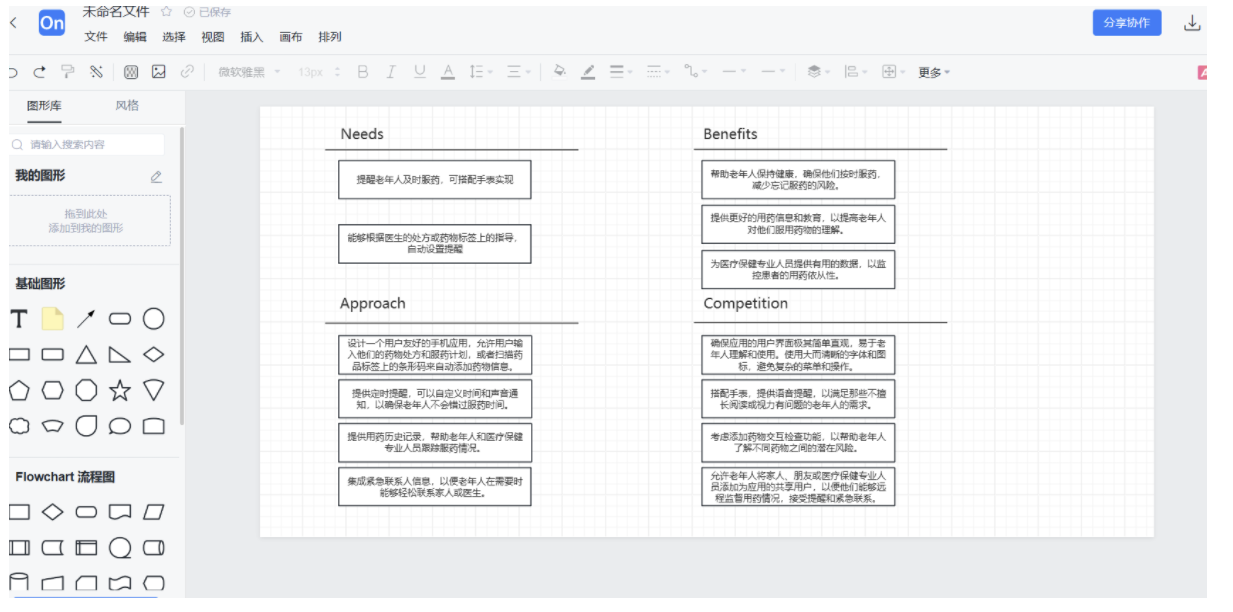 On
未命名文件
已保存
分享协作
文件 编辑 选择 视图 插入 画布 排列
微软雅黑
13px
B I U A
更多
图形库 风格
请输入搜索内容
我的图形
拖到此处
添加到我的图形
基础图形
T
Flowchart 流程图
Needs
提醒老年人及时服药，可搭配手表实现
能够根据医生的处方或药物标签上的指导，
自动设置提醒
Benefits
帮助老年人保持健康，确保他们按时服药，
减少忘记服药的风险。
提供更好的用药信息和教育，以提高老年人
对他们服用药物的理解。
为医疗保健专业人员提供有用的数据，以监
控患者的用药依从性。
Approach
设计一个用户友好的手机应用，允许用户输
入他们的药物处方和服药计划，或者扫描药
品标签上的条形码来自动添加药物信息。
提供定时提醒，可以自定义时间和声音通
知，以确保老年人不会错过服药时间。
提供用药历史记录，帮助老年人和医疗保健
专业人员跟踪服药情况。
集成紧急联系人信息，以便老年人在需要时
能够轻松联系家人或医生。
Competition
确保应用的用户界面极其简单直观，易于老
年人理解和使用。使用大而清晰的字体和图
标，避免复杂的菜单和操作。
搭配手表，提供语音提醒，以满足那些不擅
长阅读或视力有问题的老年人的需求。
考虑添加药物交互检查功能，以帮助老年人
了解不同药物之间的潜在风险。
允许老年人将家人、朋友或医疗保健专业人
员添加为应用的共享用户，以便他们能够远
程监督用药情况，接受提醒和紧急联系。